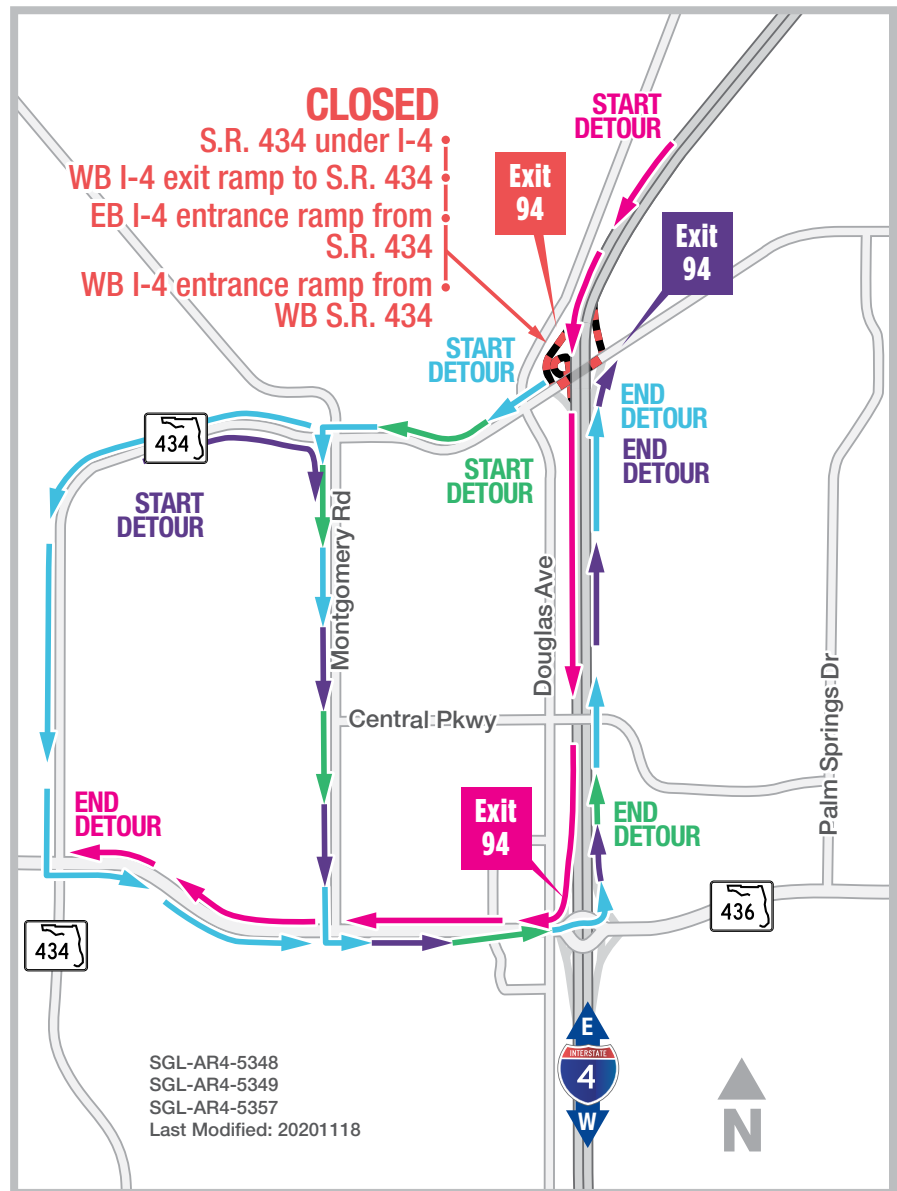 CLOSED
S.R. 434 under I-4
WB I-4 exit ramp to S.R. 434
EB I-4 entrance ramp from
S.R. 434
WB I-4 entrance ramp from
WB S.R. 434
START
DETOUR
Exit
94
Exit
94
START
DETOUR
END
DETOUR
END
DETOUR
434
START
DETOUR
START
DETOUR
Montgomery Rd
Douglas Ave
Central Pkwy
Palm Springs Dr
END
DETOUR
Exit
94
END
DETOUR
436
434
E
INTERSTATE
4
W
SGL-AR4-5348
SGL-AR4-5349
SGL-AR4-5357
Last Modified: 20201118
N